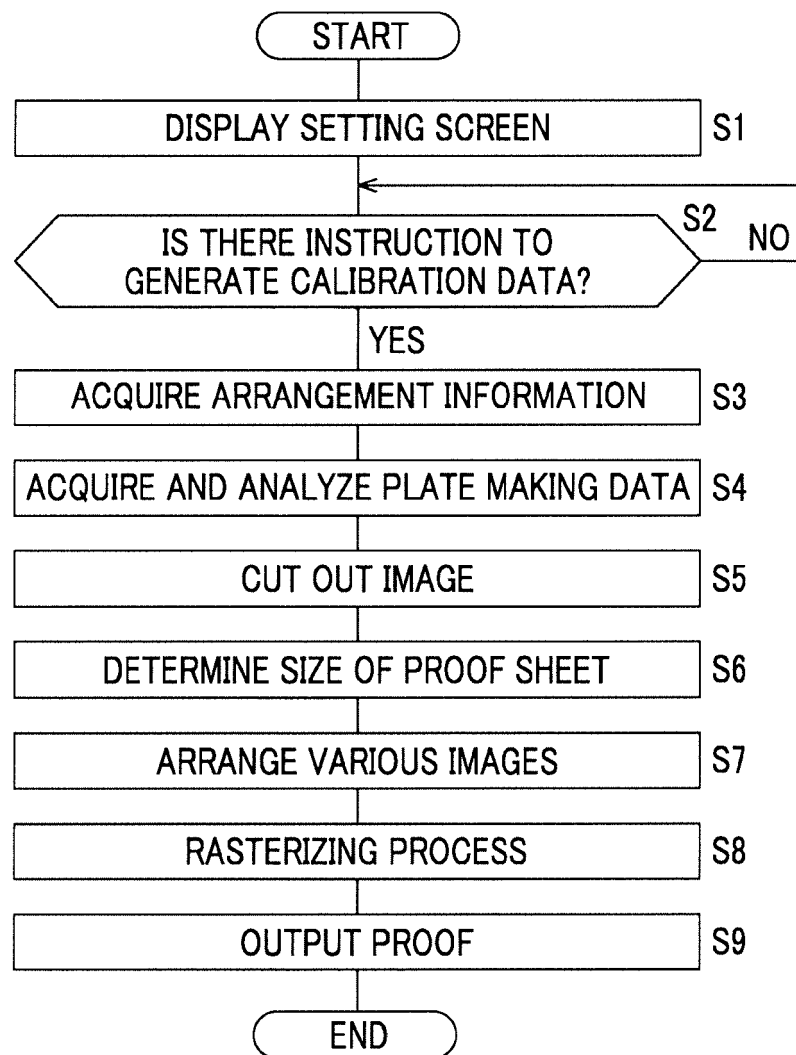 START
DISPLAY SETTING SCREEN S1
S2
IS THERE INSTRUCTION TO
GENERATE CALIBRATION DATA?
NO
YES
ACQUIRE ARRANGEMENT INFORMATION S3
ACQUIRE AND ANALYZE PLATE MAKING DATA S4
CUT OUT IMAGE S5
DETERMINE SIZE OF PROOF SHEET S6
ARRANGE VARIOUS IMAGES S7
RASTERIZING PROCESS S8
OUTPUT PROOF S9
END